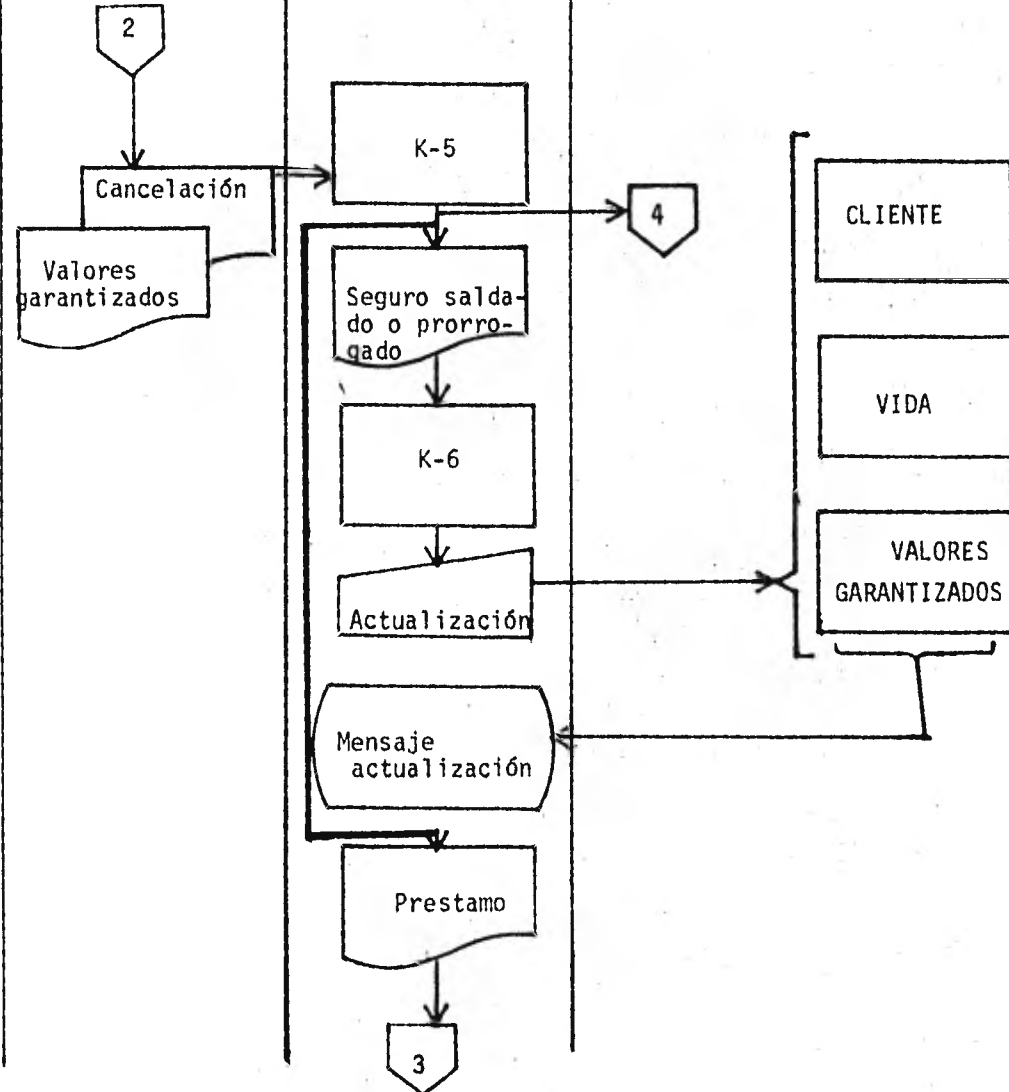 2
K-5
Cancelación
4
CLIENTE
Valores
garantizados
Seguro salda-
do o prorro-
gado
VIDA
K-6
VALORES
GARANTIZADOS
Actualización
Mensaje
actualización
Prestamo
3